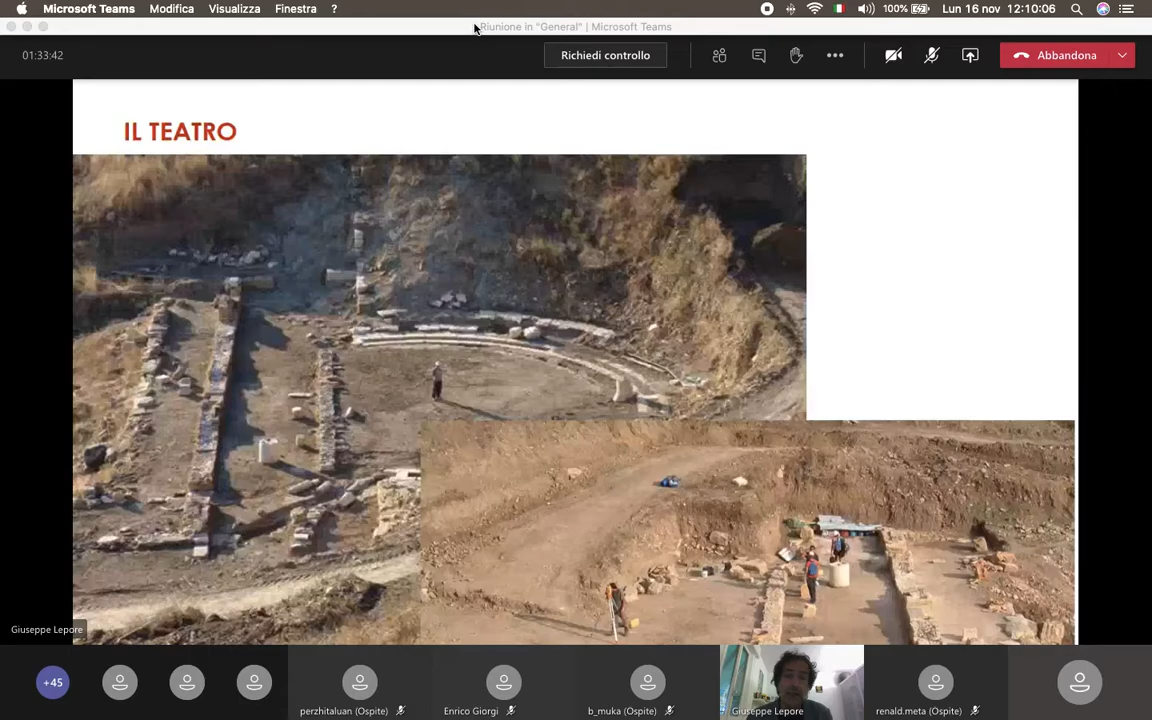 Microsoft Teams Modifica Visualizza Finestra ? 100% Lun 16 nov 12:10:06
Riunione in "General" | Microsoft Teams
01:33:42 Richiedi controllo Abbandona
IL TEATRO
Giuseppe Lepore
+45
perzhitaluan (Ospite) Enrico Giorgi b_muka (Ospite) Giuseppe Lepore renald.meta (Ospite)